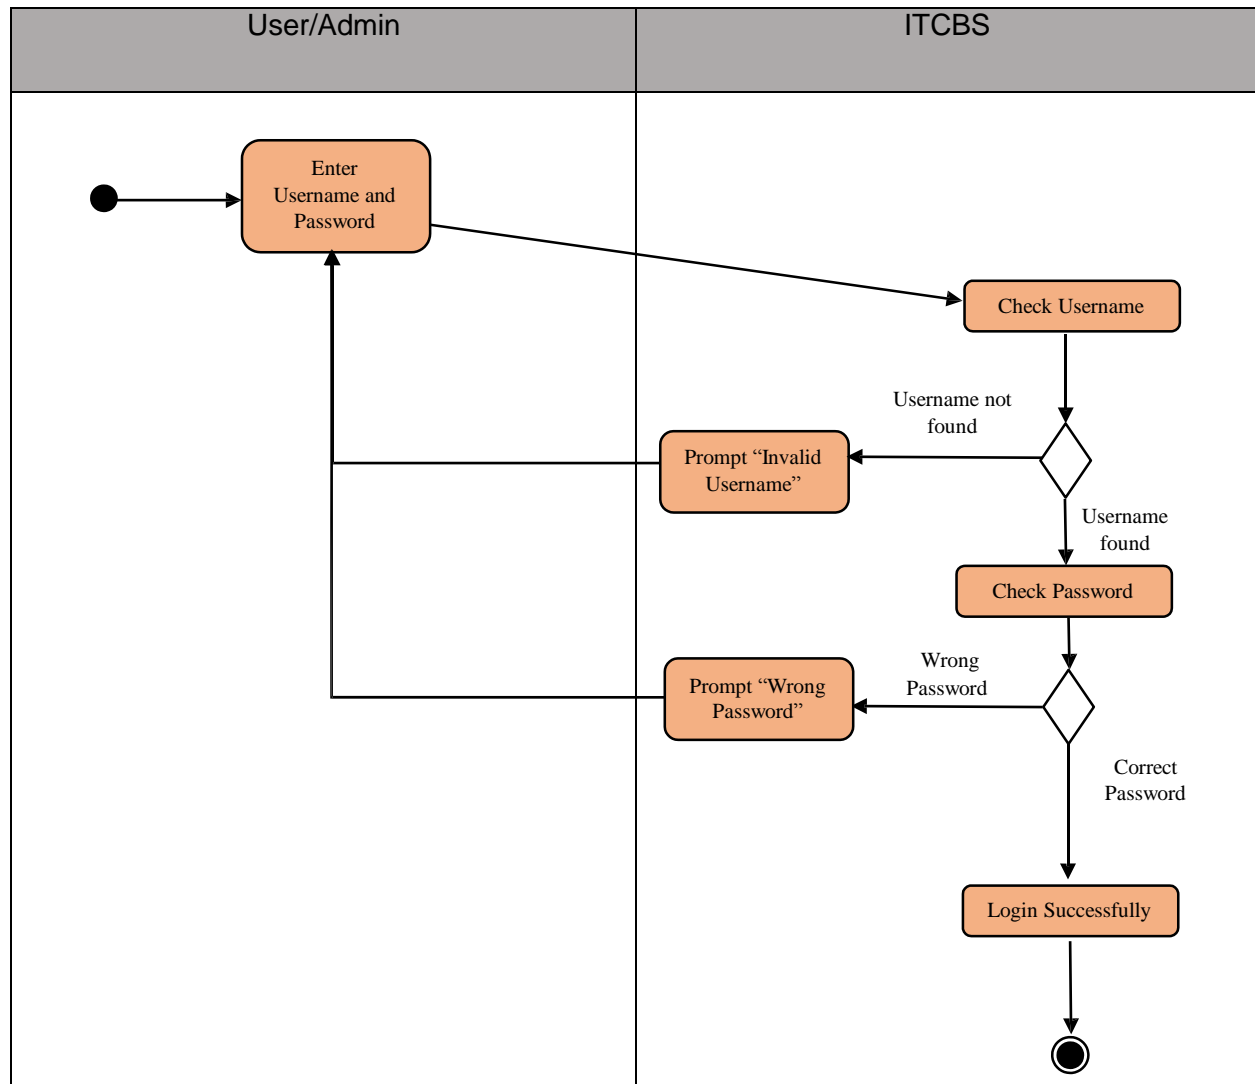 User/Admin
ITCBS
Enter
Username and
Password
Check Username
Username not
found
Prompt “Invalid
Username”
Username
found
Check Password
Wrong
Password
Prompt “Wrong
Password”
Correct
Password
Login Successfully